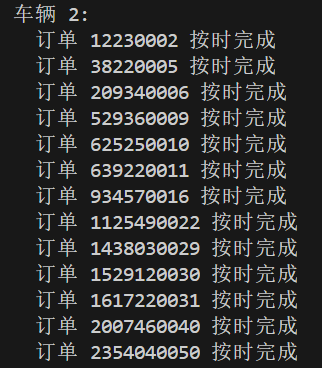 车辆 2:
订单 12230002 按时完成
订单 38220005 按时完成
订单 209340006 按时完成
订单 529360009 按时完成
订单 625250010 按时完成
订单 639220011 按时完成
订单 934570016 按时完成
订单 1125490022 按时完成
订单 1438030029 按时完成
订单 1529120030 按时完成
订单 1617220031 按时完成
订单 2007460040 按时完成
订单 2354040050 按时完成